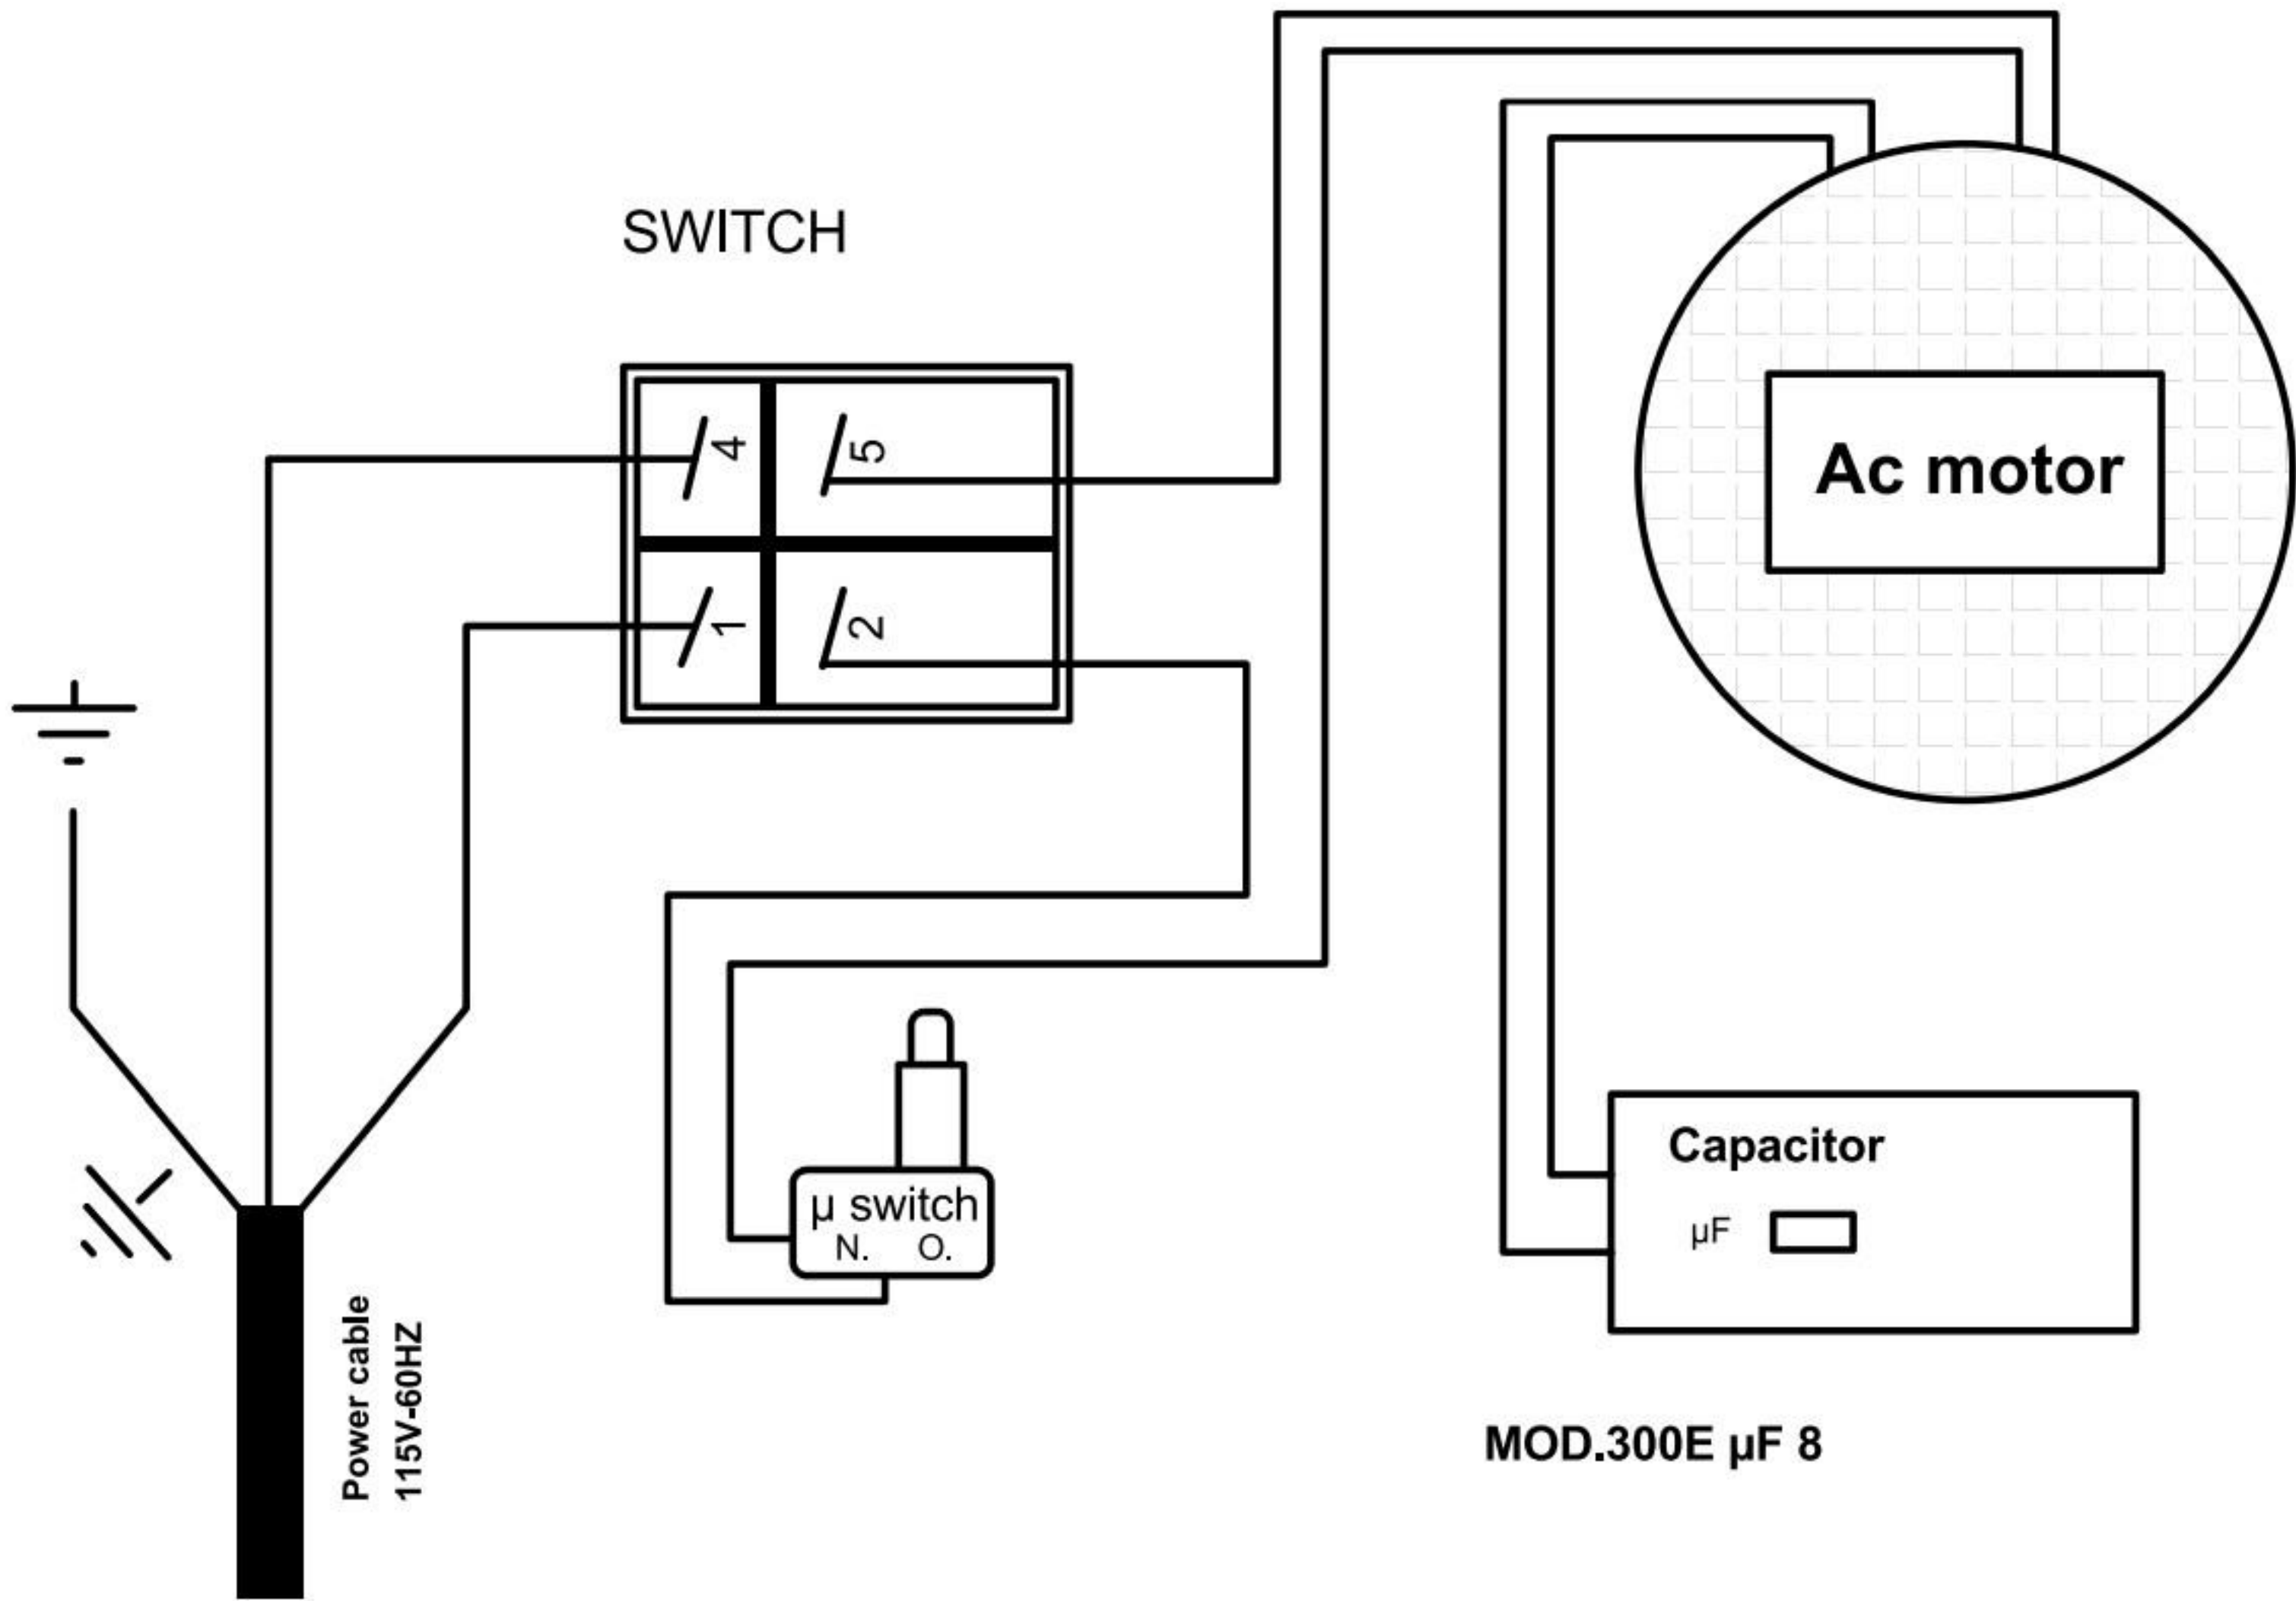 SWITCH
4
5
1
2
Ac motor
µ switch
N. O.
Capacitor
µF
Power cable
115V-60HZ
MOD.300E µF 8